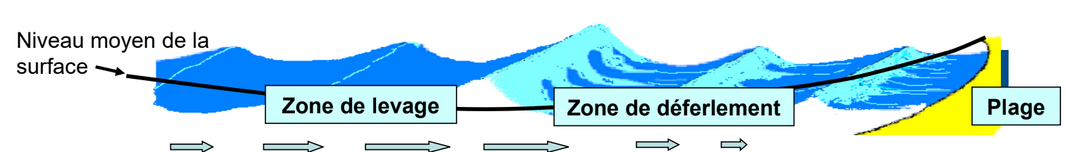 Niveau moyen de la
surface
Zone de levage
Zone de déferlement
Plage